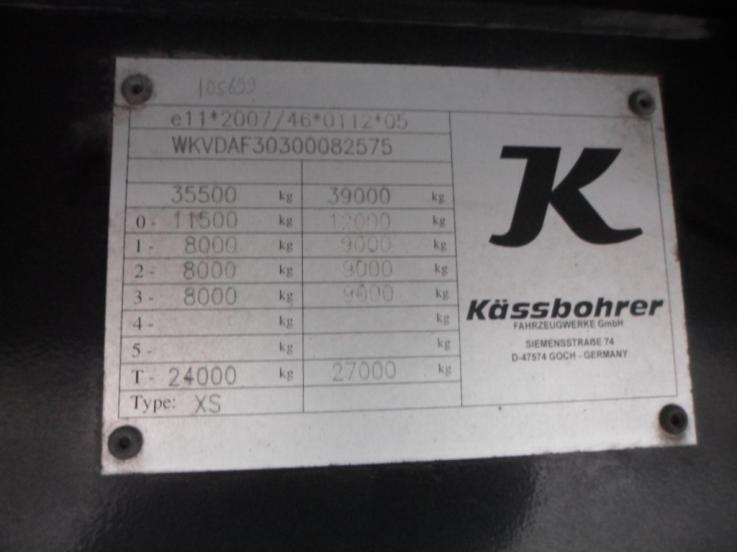 105699
e11*2007/46*0112*05
WKVDAF30300082575
35500 kg 39000 kg
0- 11500 kg 12000 kg
1- 8000 kg 9000 kg
2- 8000 kg 9000 kg
3- 8000 kg 9000 kg
4- kg kg
5- kg kg
T- 24000 kg 27000 kg
Type: XS
K
Kässbohrer
FAHRZEUGWERKE GmbH
SIEMENSSTRAßE 74
D-47574 GOCH - GERMANY